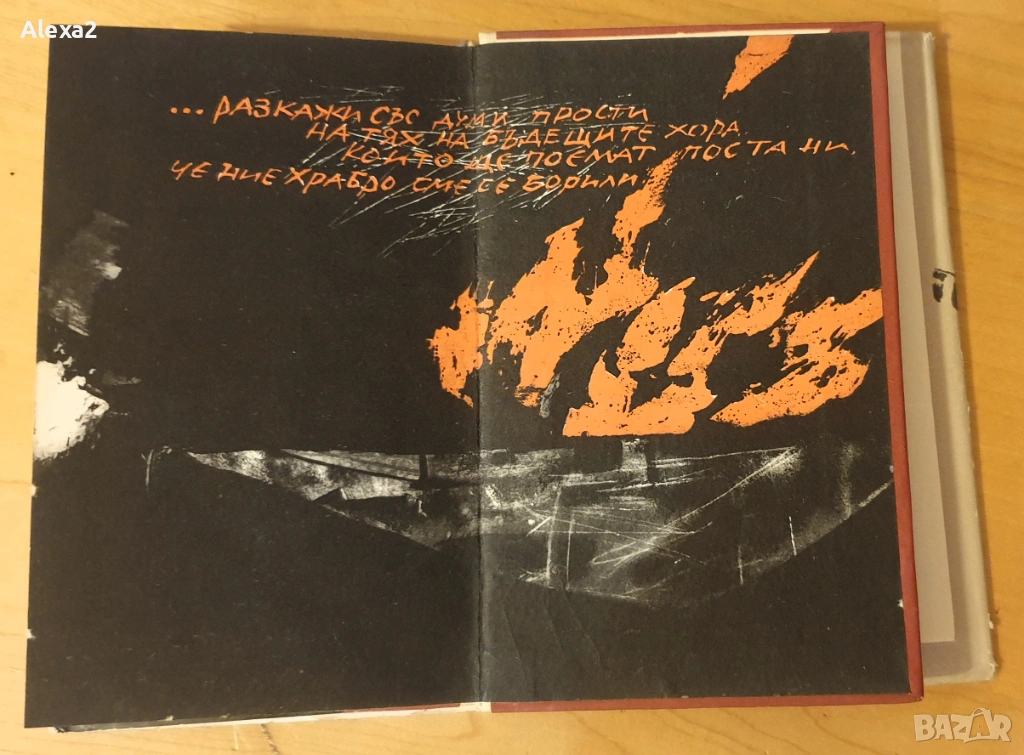 Alexa2
...РАЗКАЖИ СЪС ДУМИ ПРОСТИ
НА ТЯХ НА БЪДЕЩИТЕ ХОРА
КОИТО ЩЕ ПОЕМАТ ПОСТА НИ,
ЧЕ НИЕ ХРАБРО СМЕ СЕ БОРИЛИ.
BAZAR